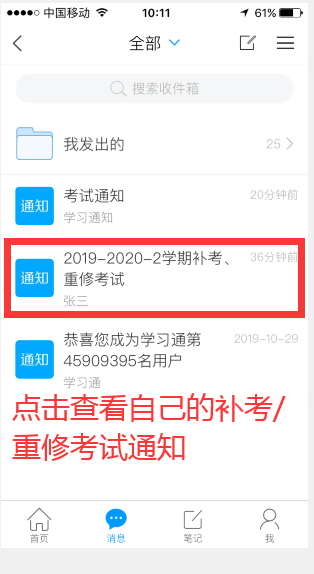 中国移动 10:11 61%
全部
搜索收件箱
我发出的 25
通知 考试通知 20分钟前
学习通知
通知 2019-2020-2学期补考、 36分钟前
重修考试
张三
通知 恭喜您成为学习通第 2019-10-29
45909395名用户
学习通
点击查看自己的补考/
重修考试通知
首页 消息 笔记 我